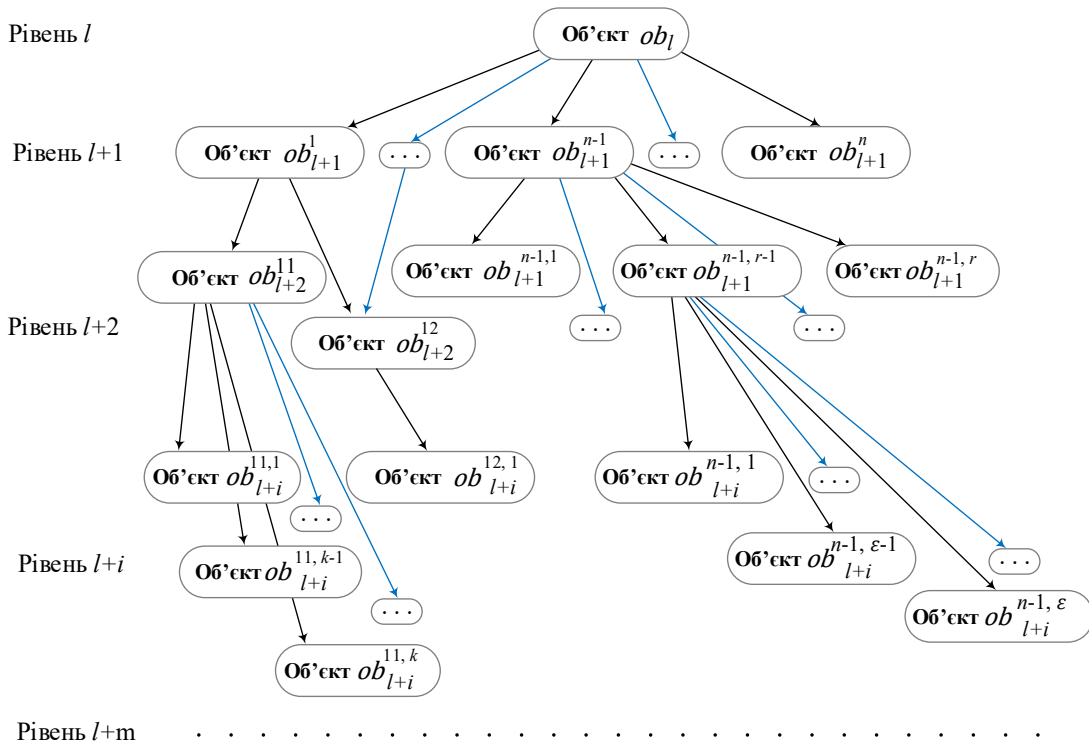 Рівень l
Об’єкт ob_l
Рівень l+1
Об’єкт ob_{l+1}^{1}
. . .
Об’єкт ob_{l+1}^{n-1}
. . .
Об’єкт ob_{l+1}^{n}
Об’єкт ob_{l+2}^{11}
Об’єкт ob_{l+1}^{n-1,1}
Об’єкт ob_{l+1}^{n-1, r-1}
Об’єкт ob_{l+1}^{n-1, r}
Рівень l+2
Об’єкт ob_{l+2}^{12}
. . .
. . .
Об’єкт ob_{l+i}^{11,1}
Об’єкт ob_{l+i}^{12, 1}
Об’єкт ob_{l+i}^{n-1, 1}
. . .
. . .
Рівень l+i
Об’єкт ob_{l+i}^{11, k-1}
Об’єкт ob_{l+i}^{n-1, ε-1}
. . .
. . .
Об’єкт ob_{l+i}^{n-1, ε}
Об’єкт ob_{l+i}^{11, k}
Рівень l+m . . . . . . . . . . . . . . . . . . . . . . . . . . .